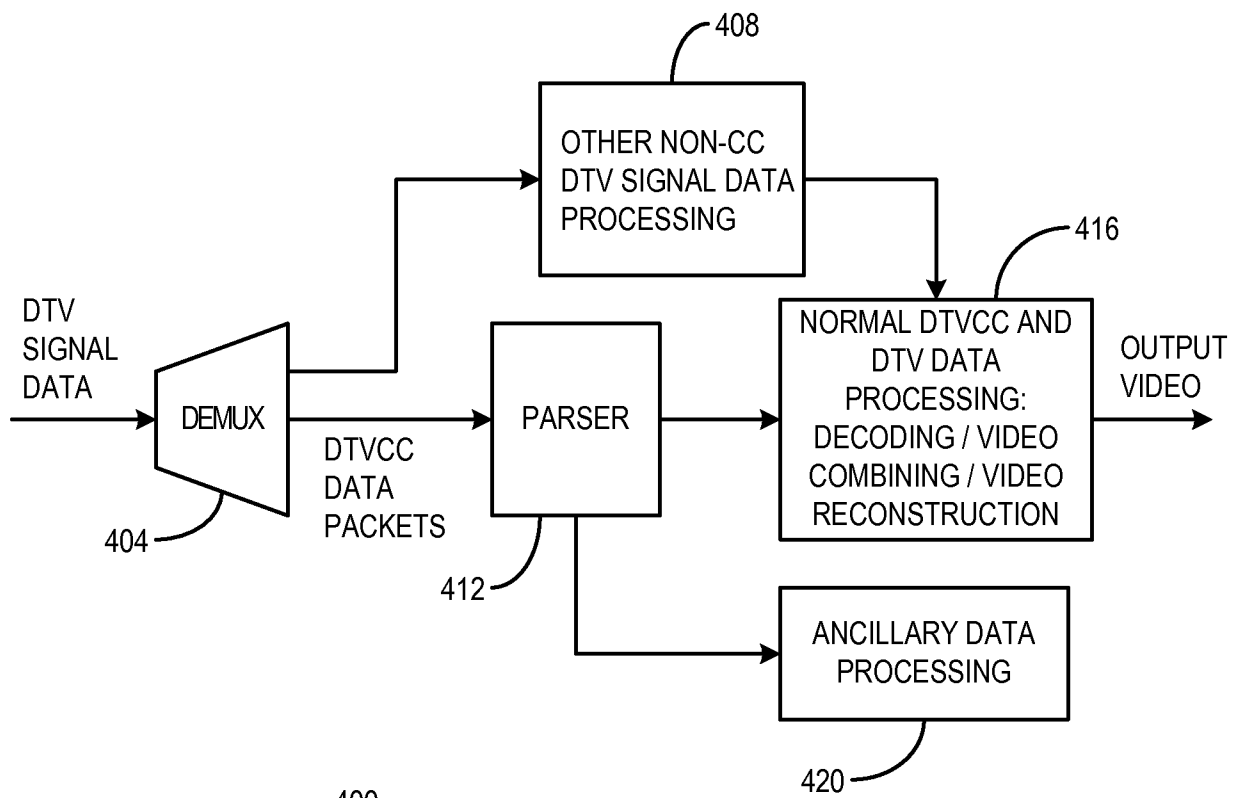 408
OTHER NON-CC
DTV SIGNAL DATA
PROCESSING
416
DTV
SIGNAL
DATA
DEMUX
404
DTVCC
DATA
PACKETS
PARSER
412
NORMAL DTVCC AND
DTV DATA
PROCESSING:
DECODING / VIDEO
COMBINING / VIDEO
RECONSTRUCTION
OUTPUT
VIDEO
ANCILLARY DATA
PROCESSING
420